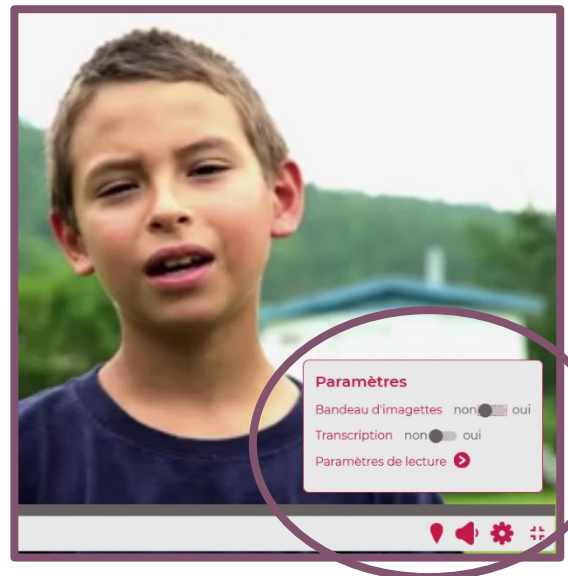 Paramètres
Bandeau d'imagettes non oui
Transcription non oui
Paramètres de lecture